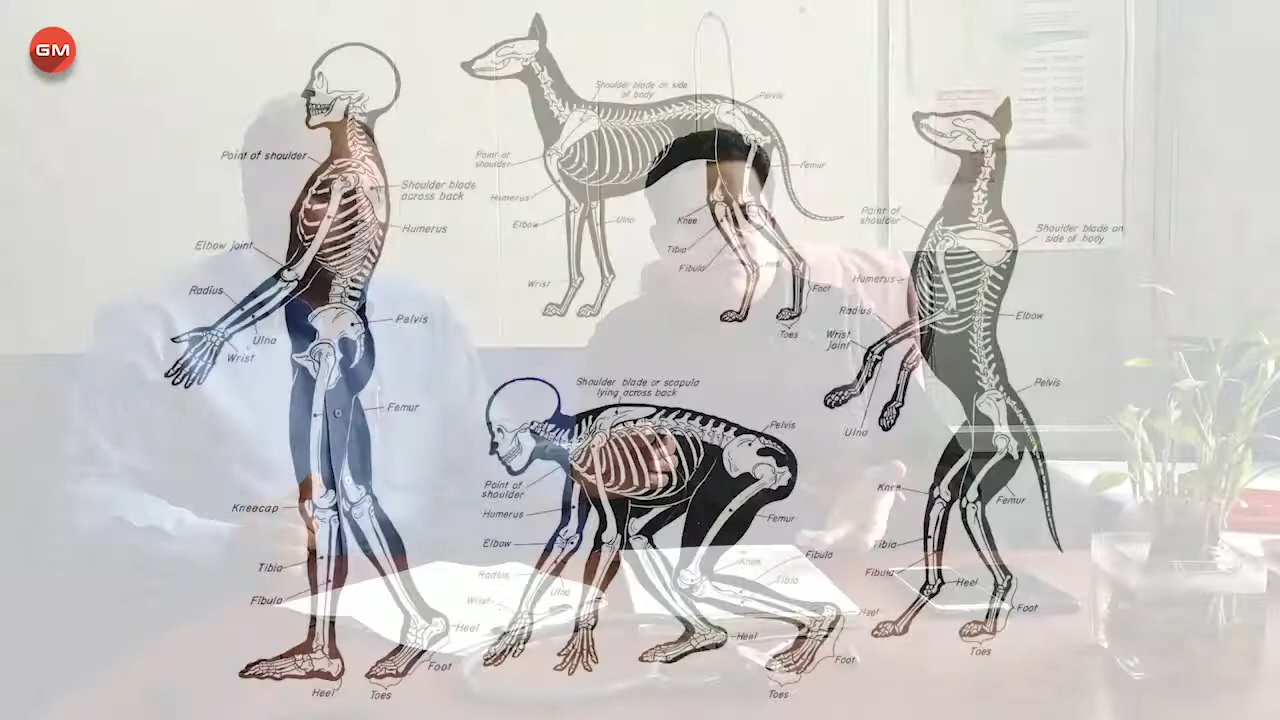 GM
Point of shoulder
Shoulder blade
across back
Humerus
Elbow joint
Radius
Ulna
Wrist
Pelvis
Femur
Kneecap
Tibia
Fibula
Heel
Foot
Heel
Toes
Shoulder blade on side
of body
Pelvis
Point of
shoulder
Femur
Humerus
Elbow
Ulna
Knee
Tibia
Fibula
Wrist
Foot
Toes
Shoulder blade or scapula
lying across back
Pelvis
Point of
shoulder
Humerus
Femur
Elbow
Radius
Ulna
Wrist
Knee
Fibula
Tibia
Heel
Heel
Foot
Toes
Point of
shoulder
Shoulder blade on
side of body
Humerus
Radius
Elbow
Wrist
joint
Ulna
Pelvis
Knee
Femur
Tibia
Fibula
Heel
Foot
Toes